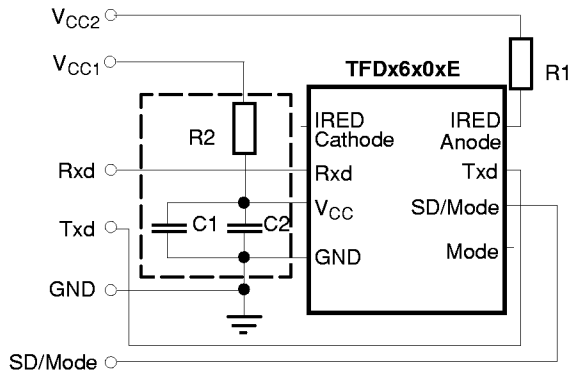 VCC2
VCC1
TFDx6x0xE
R1
R2
IRED Cathode
IRED Anode
Rxd
Rxd
Txd
VCC
SD/Mode
Txd
C1
C2
GND
Mode
GND
SD/Mode